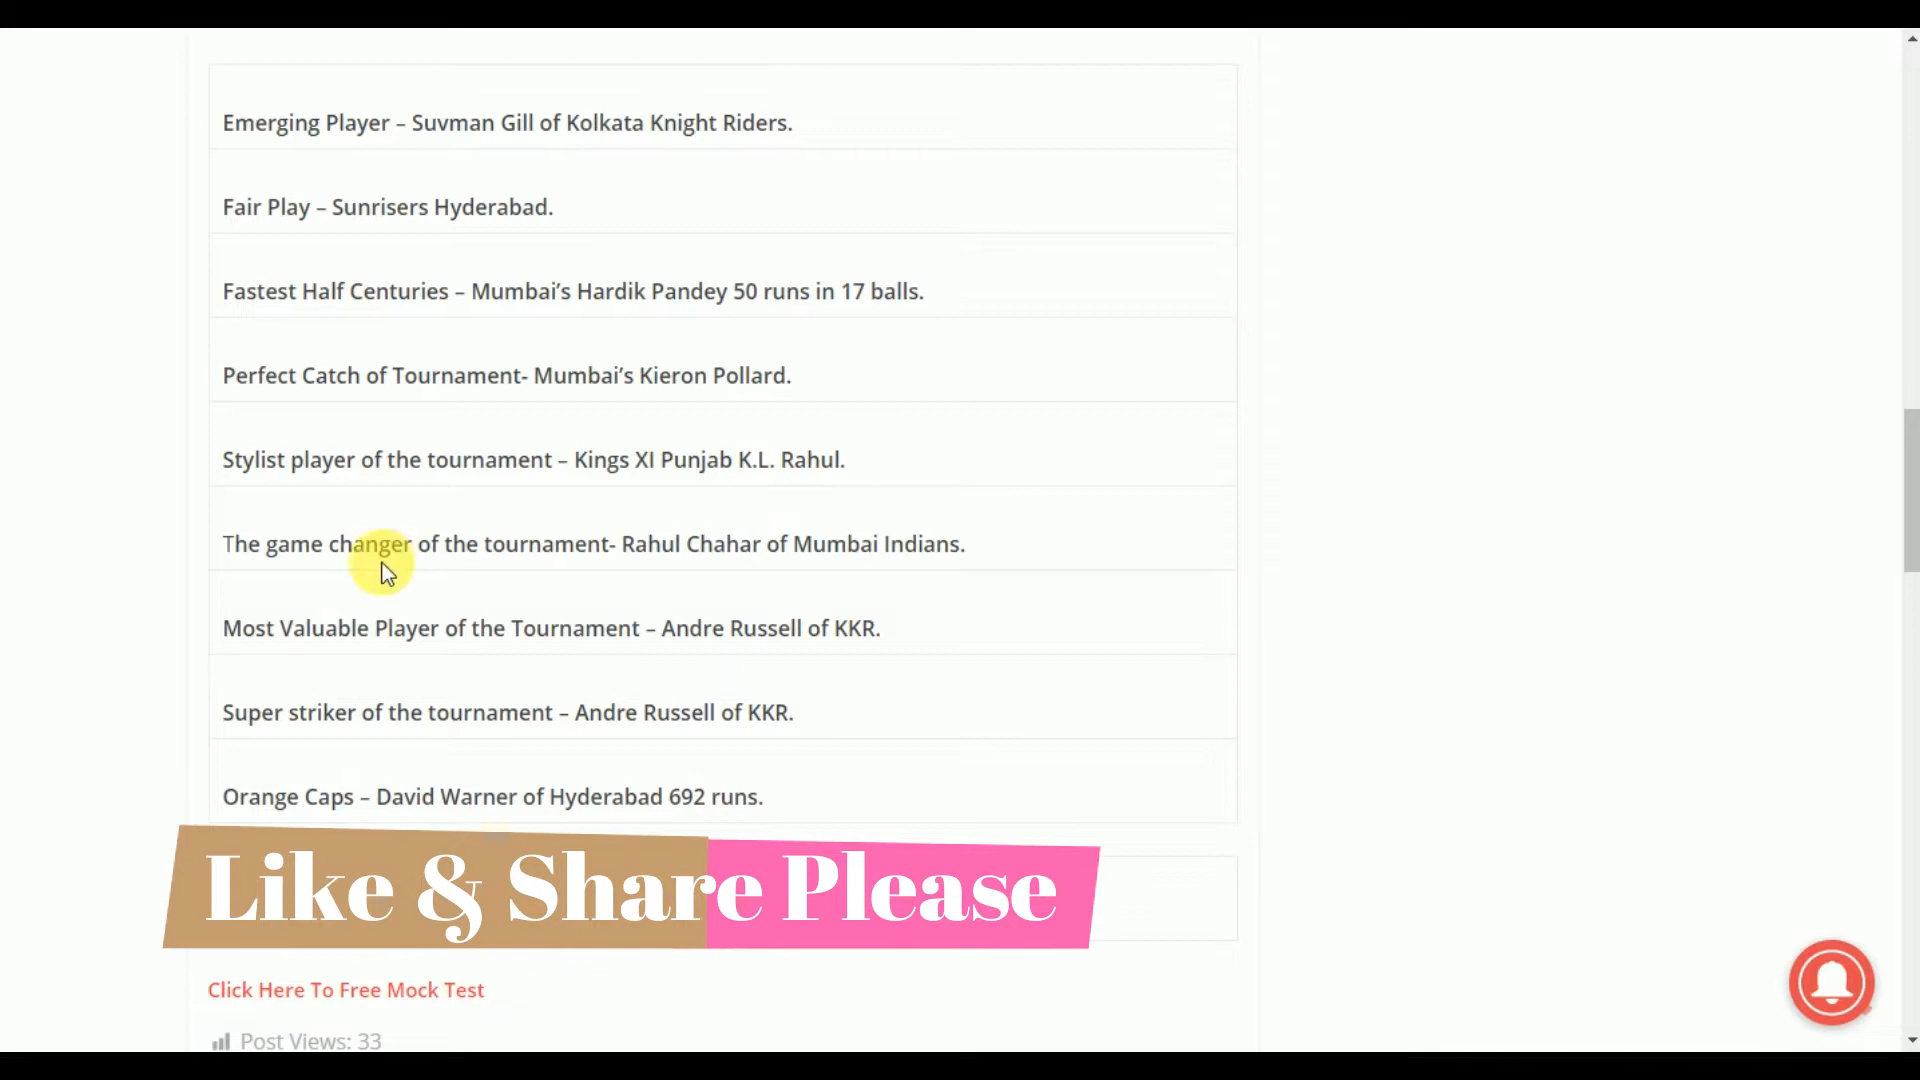 Emerging Player – Suvman Gill of Kolkata Knight Riders.
Fair Play – Sunrisers Hyderabad.
Fastest Half Centuries – Mumbai’s Hardik Pandey 50 runs in 17 balls.
Perfect Catch of Tournament- Mumbai’s Kieron Pollard.
Stylist player of the tournament – Kings XI Punjab K.L. Rahul.
The game changer of the tournament- Rahul Chahar of Mumbai Indians.
Most Valuable Player of the Tournament – Andre Russell of KKR.
Super striker of the tournament – Andre Russell of KKR.
Orange Caps – David Warner of Hyderabad 692 runs.
Like & Share Please
Click Here To Free Mock Test
Post Views: 33